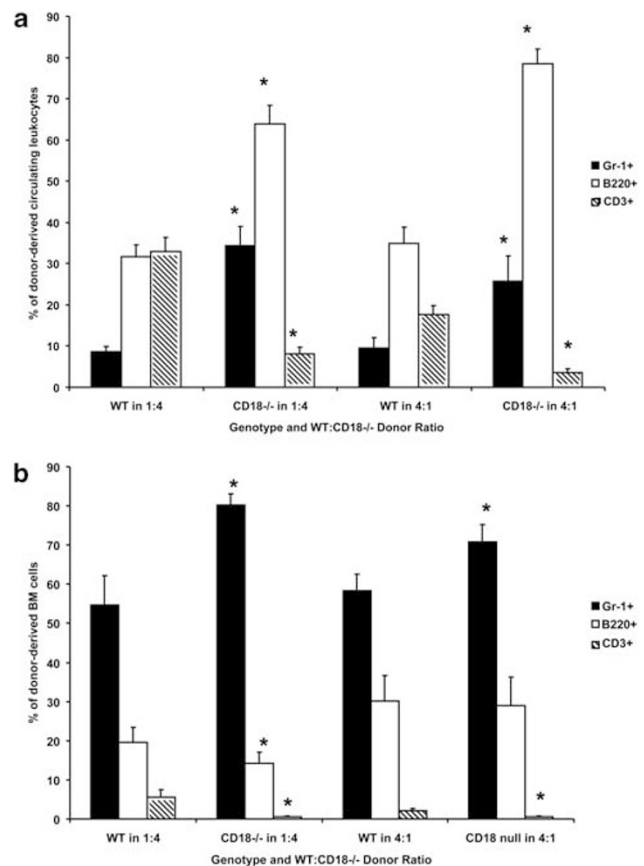 a
% of donor-derived circulating leukocytes
90
80
70
60
50
40
30
20
10
0
*
*
*
*
*
*
Gr-1+
B220+
CD3+
WT in 1:4
CD18-/- in 1:4
WT in 4:1
CD18-/- in 4:1
Genotype and WT:CD18-/- Donor Ratio
b
% of donor-derived BM cells
90
80
70
60
50
40
30
20
10
0
*
*
*
*
*
Gr-1+
B220+
CD3+
WT in 1:4
CD18-/- in 1:4
WT in 4:1
CD18 null in 4:1
Genotype and WT:CD18-/- Donor Ratio